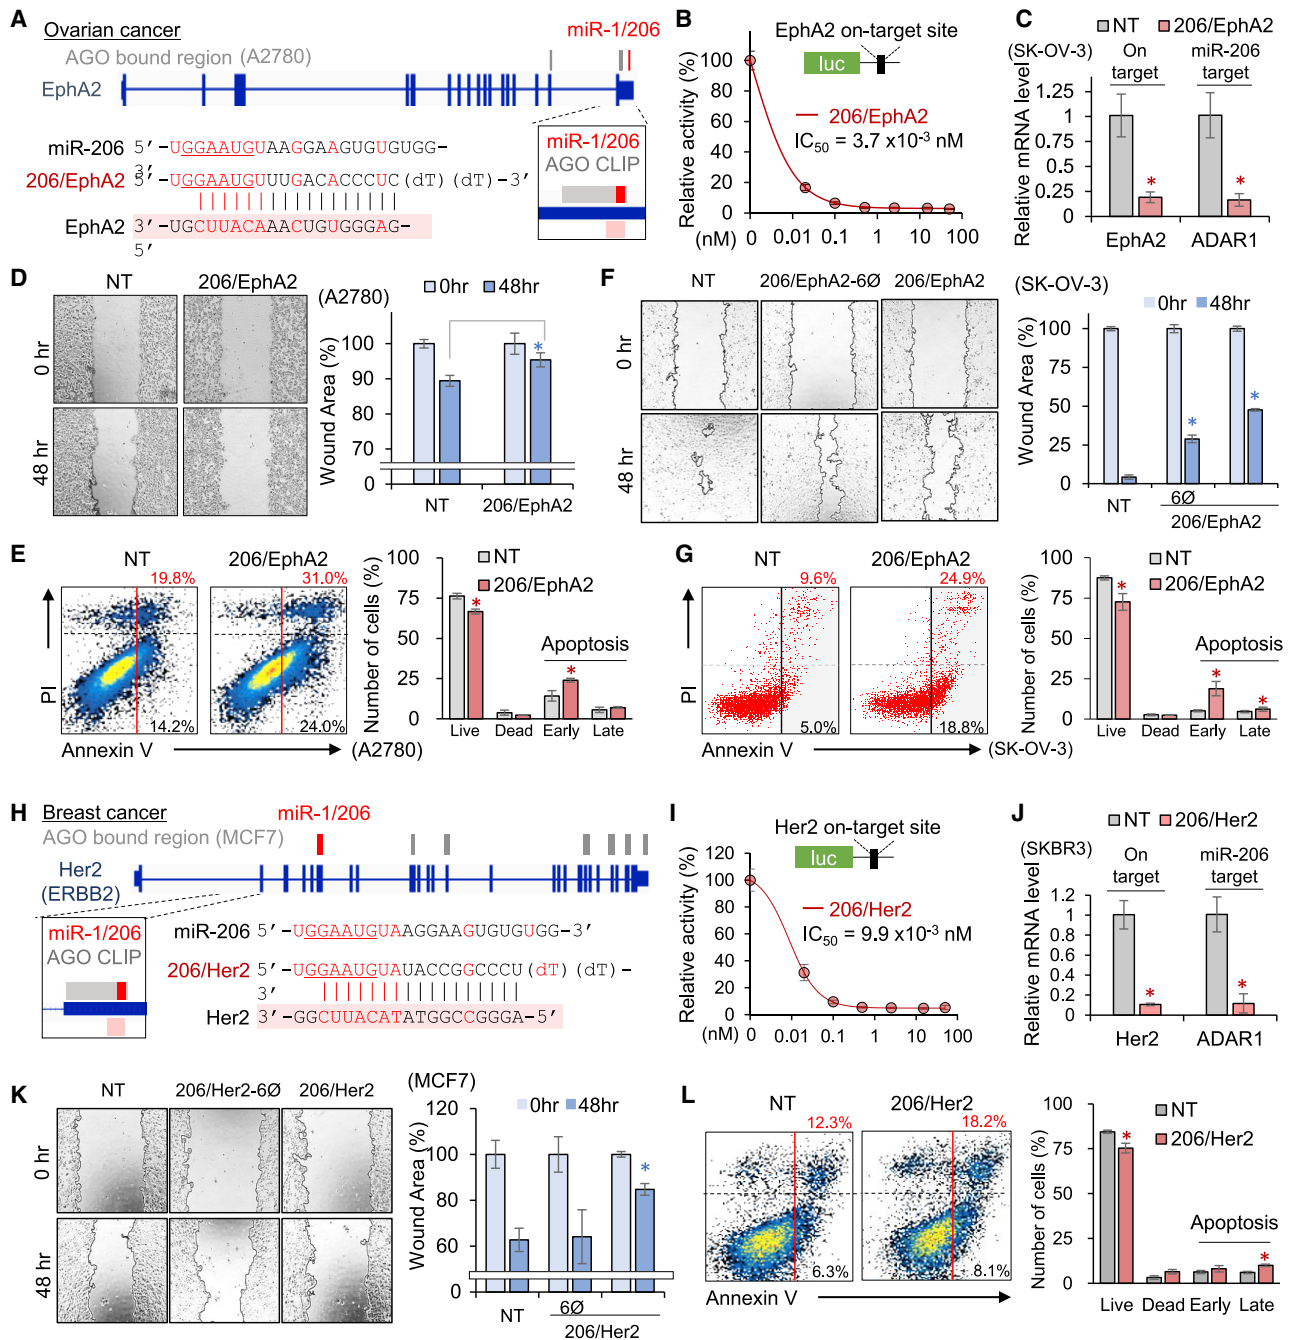 A
Ovarian cancer
miR-1/206
AGO bound region (A2780)
EphA2
miR-206 5′ -UGGAAUGUAAGGAAGUGUGUGG-
3′
206/EphA2 5′ -UGGAAUGUUUGACACCCUC(dT)(dT)-3′
EphA2 3′ -UGCUUACAAACUGUGGGAG-
5′
miR-1/206
AGO CLIP
B
EphA2 on-target site
luc
206/EphA2
IC50 = 3.7 x10-3 nM
Relative activity (%)
120
100
80
60
40
20
0
(nM) 0 0.01 0.1 1 10 100
C
NT 206/EphA2
(SK-OV-3) On target miR-206 target
Relative mRNA level
1.25
1
0.75
0.5
0.25
0
* *
EphA2 ADAR1
D
NT 206/EphA2
0 hr
48 hr
(A2780)
0hr 48hr
Wound Area (%)
100
90
80
70
0
*
NT 206/EphA2
F
NT 206/EphA2-6Ø 206/EphA2
0 hr
48 hr
(SK-OV-3)
0hr 48hr
Wound Area (%)
100
75
50
25
0
* *
NT 6Ø
206/EphA2
E
NT 206/EphA2
19.8% 31.0%
14.2% 24.0%
PI
Annexin V (A2780)
NT
206/EphA2
Number of cells (%)
100
75
50
25
0
* *
Apoptosis
Live Dead Early Late
G
NT 206/EphA2
9.6% 24.9%
5.0% 18.8%
PI
Annexin V (SK-OV-3)
NT
206/EphA2
Number of cells (%)
100
75
50
25
0
* * *
Apoptosis
Live Dead Early Late
H
Breast cancer
miR-1/206
AGO bound region (MCF7)
Her2
(ERBB2)
miR-1/206
AGO CLIP
miR-206 5′ -UGGAAUGUAAGGAAGUGUGUGG-3′
206/Her2 5′ -UGGAAUGUAUACCGGCCCU(dT)(dT)-
3′
Her2 3′ -GGCUUACAUATGGCCGGGA-5′
I
Her2 on-target site
luc
206/Her2
IC50 = 9.9 x10-3 nM
Relative activity (%)
120
100
80
60
40
20
0
(nM) 0 0.01 0.1 1 10 100
J
NT 206/Her2
(SKBR3) On target miR-206 target
Relative mRNA level
1.2
1
0.8
0.6
0.4
0.2
0
* *
Her2 ADAR1
K
NT 206/Her2-6Ø 206/Her2
0 hr
48 hr
(MCF7)
0hr 48hr
Wound Area (%)
120
100
80
60
0
*
NT 6Ø
206/Her2
L
NT 206/Her2
12.3% 18.2%
6.3% 8.1%
PI
Annexin V
NT
206/Her2
Number of cells (%)
100
75
50
25
0
* *
Apoptosis
Live Dead Early Late